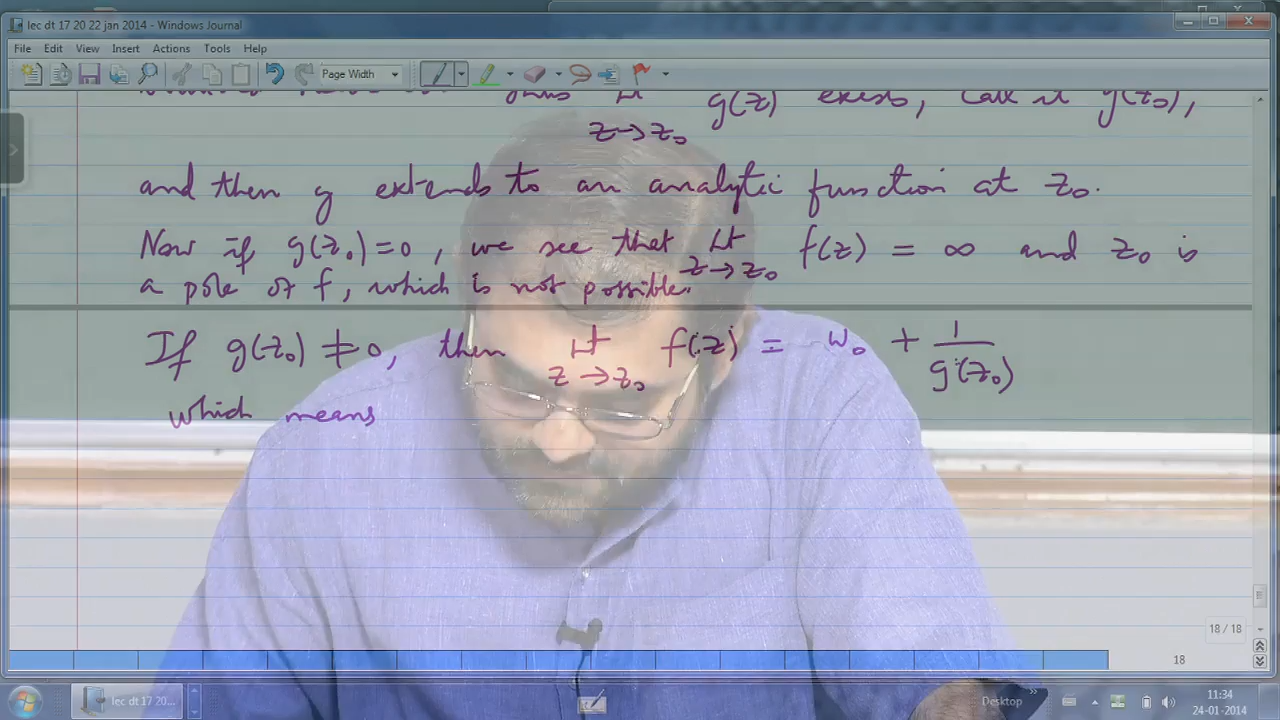 lec dt 17 20 22 jan 2014 - Windows Journal
File Edit View Insert Actions Tools Help
Page Width
thus Lt g(z) exists, call it g(z₀),
z→z₀
and then g extends to an analytic function at z₀.
Now if g(z₀)=0, we see that Lt f(z) = ∞ and z₀ is
z→z₀
a pole of f, which is not possible.
If g(z₀) ≠ 0, then Lt f(z) = w₀ + 1/g(z₀)
z→z₀
which means
18 / 18
18
lec dt 17 20...
Desktop
11:34
24-01-2014